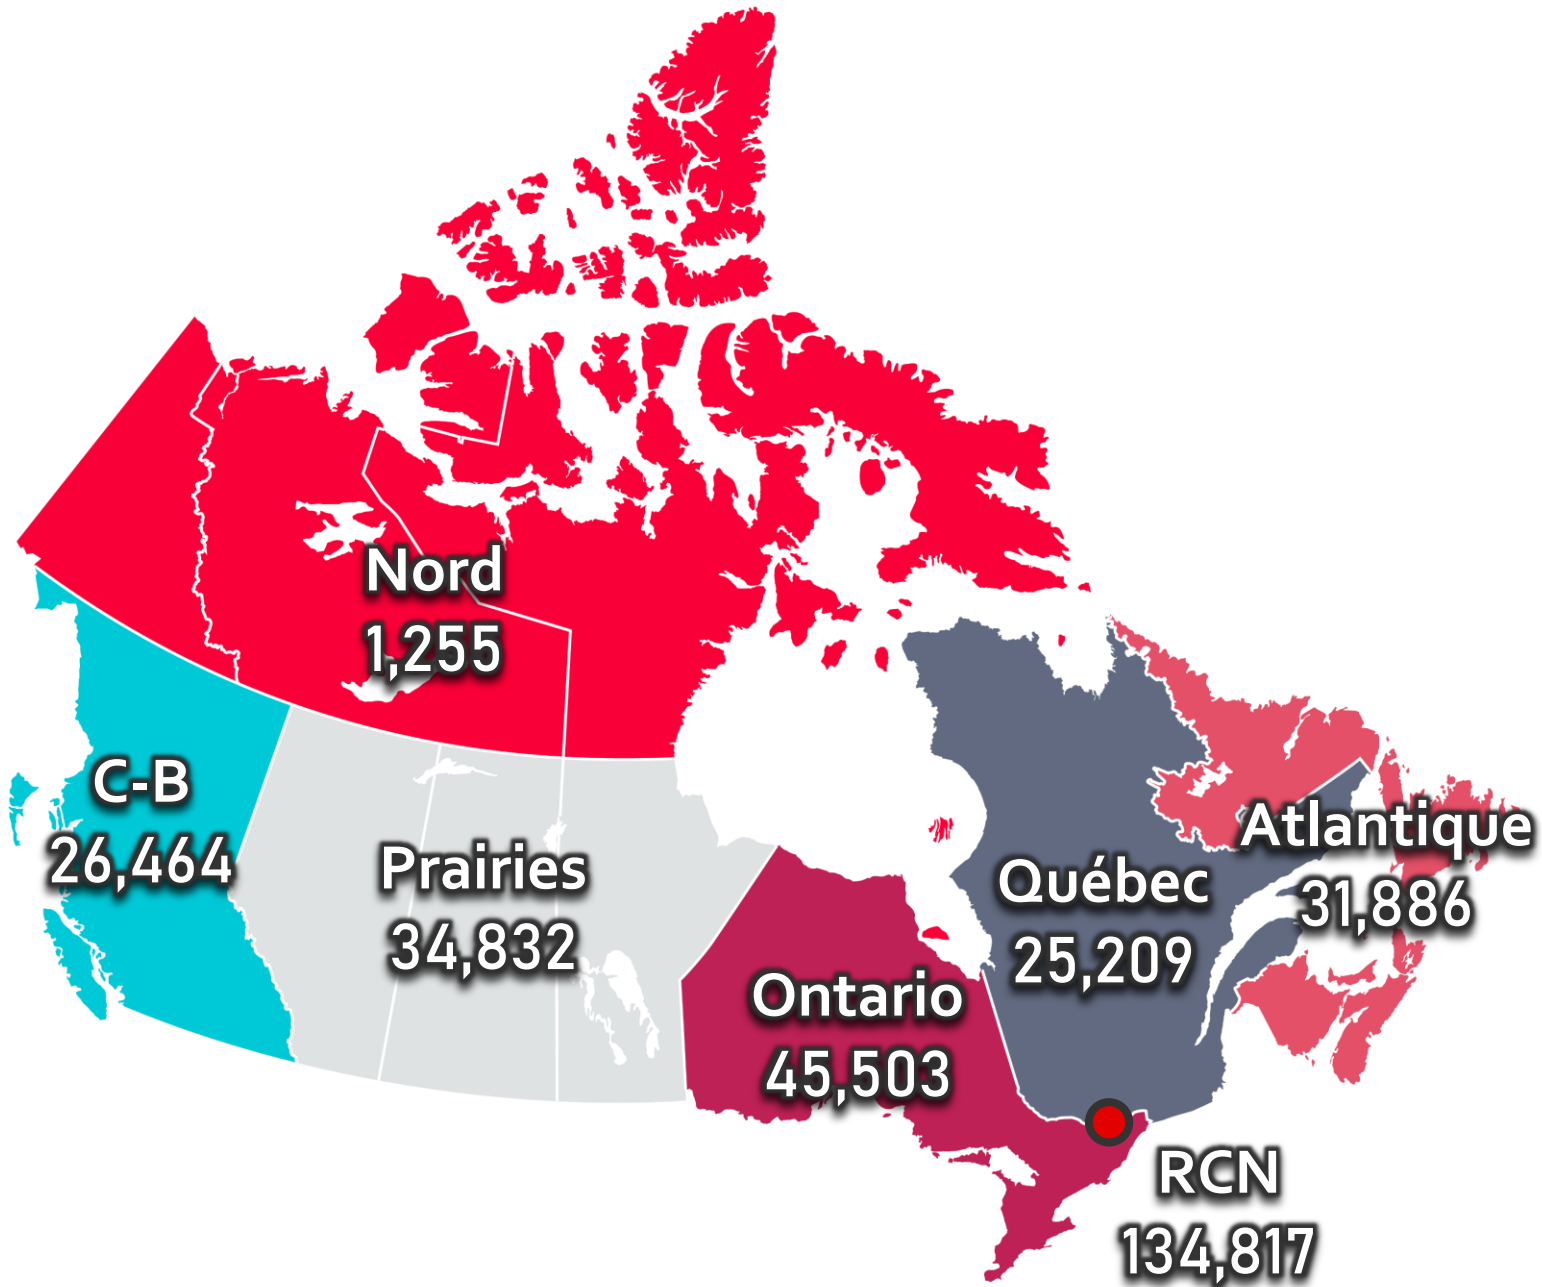 Nord
1,255
C-B
26,464
Prairies
34,832
Ontario
45,503
Québec
25,209
Atlantique
31,886
RCN
134,817